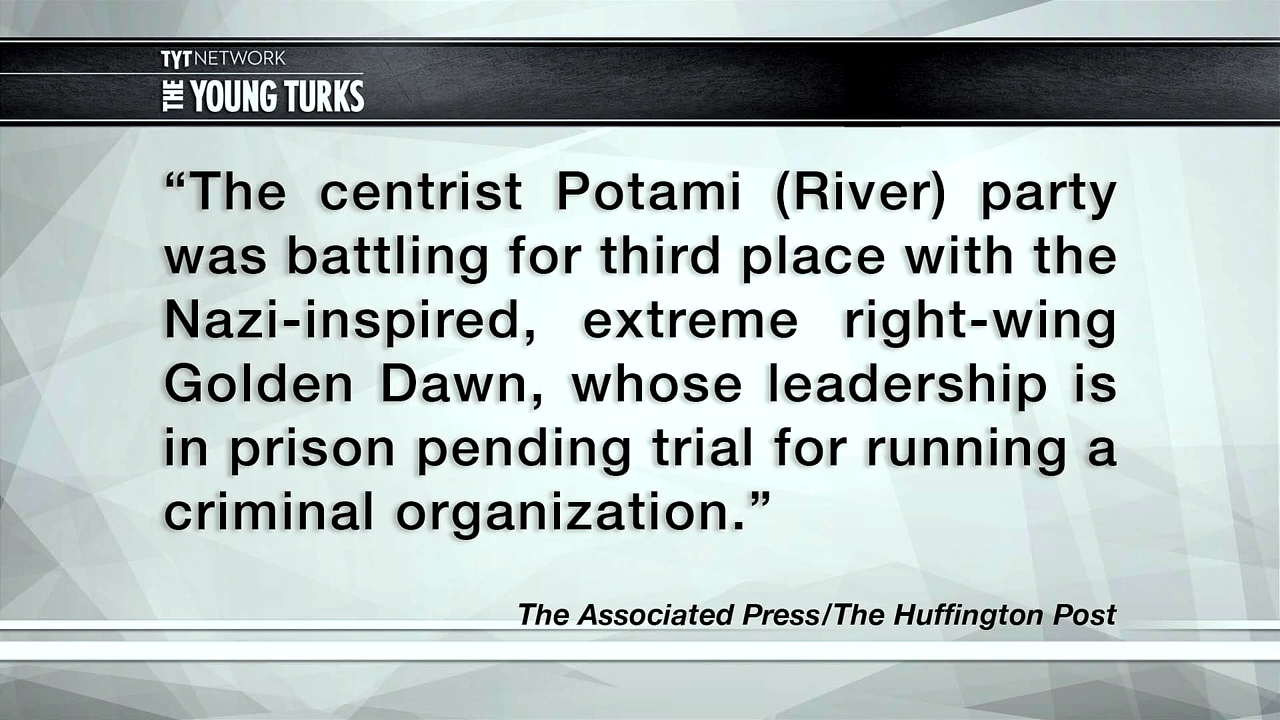 TYT NETWORK
THE YOUNG TURKS
“The centrist Potami (River) party
was battling for third place with the
Nazi-inspired, extreme right-wing
Golden Dawn, whose leadership is
in prison pending trial for running a
criminal organization.”
The Associated Press/The Huffington Post